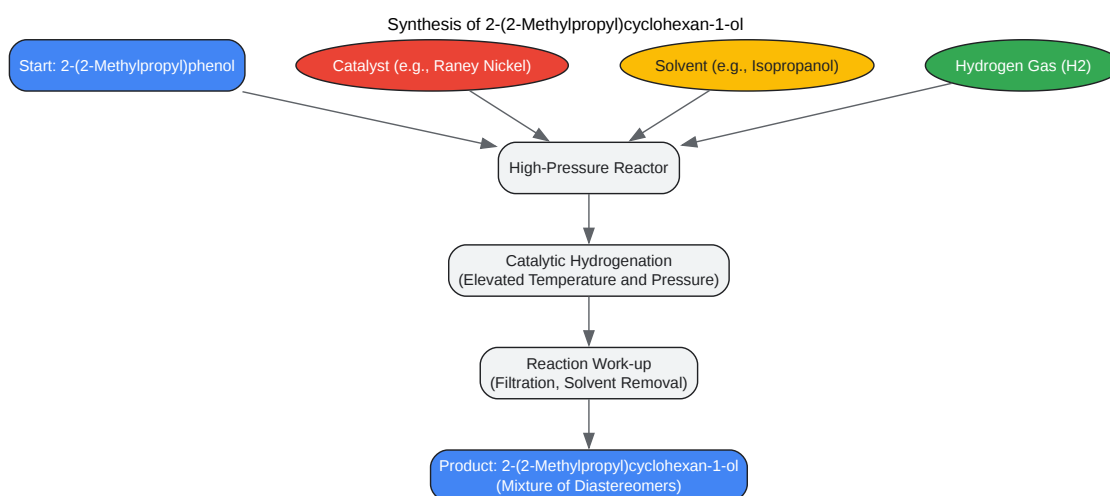 Synthesis of 2-(2-Methylpropyl)cyclohexan-1-ol
Start: 2-(2-Methylpropyl)phenol
Catalyst (e.g., Raney Nickel)
Solvent (e.g., Isopropanol)
Hydrogen Gas (H2)
High-Pressure Reactor
Catalytic Hydrogenation
(Elevated Temperature and Pressure)
Reaction Work-up
(Filtration, Solvent Removal)
Product: 2-(2-Methylpropyl)cyclohexan-1-ol
(Mixture of Diastereomers)